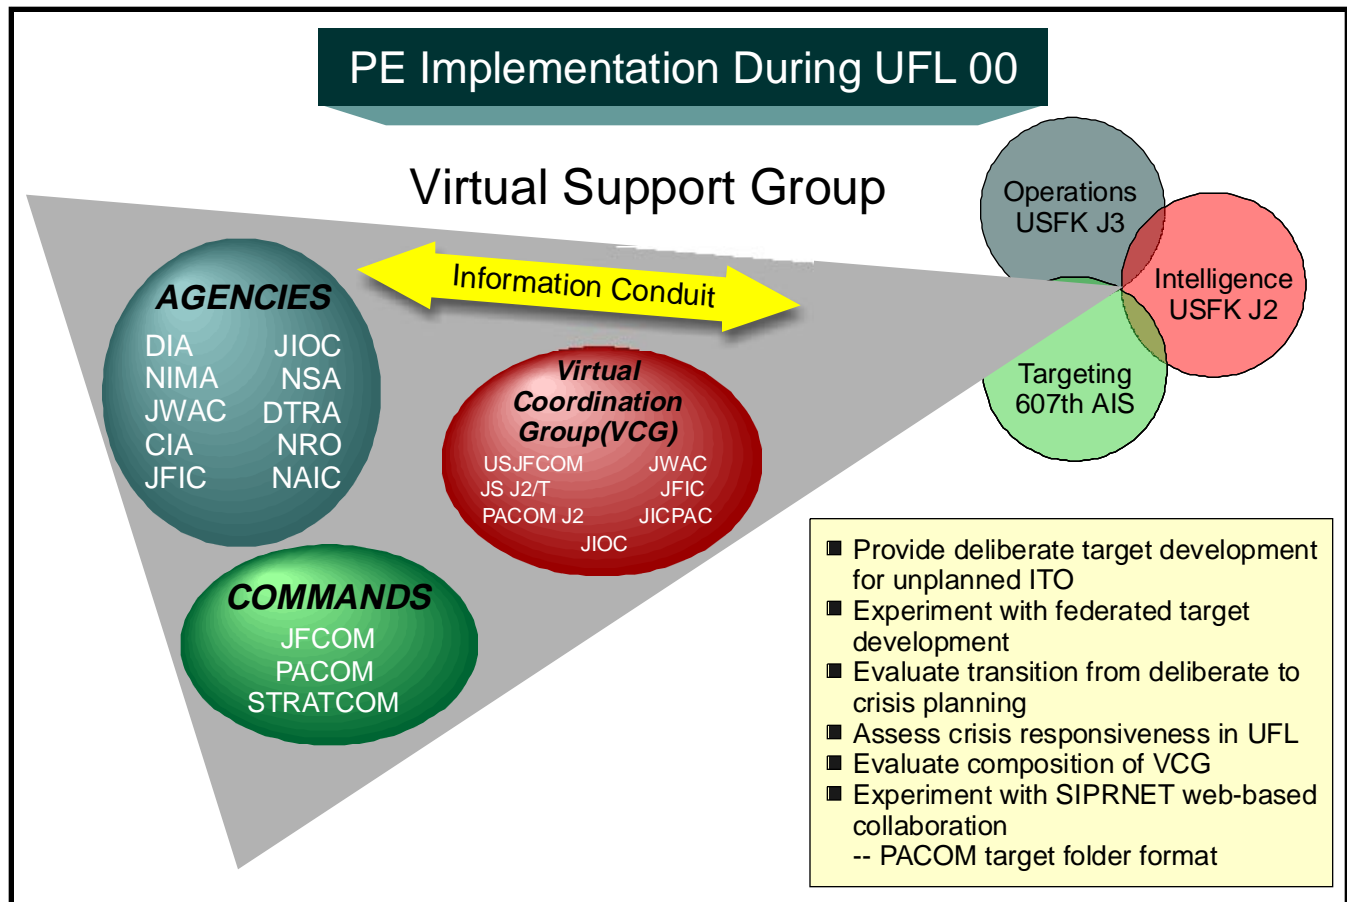 PE Implementation During UFL 00
Virtual Support Group
Operations
USFK J3
Intelligence
USFK J2
Targeting
607th AIS
Information Conduit
AGENCIES
DIA JIOC
NIMA NSA
JWAC DTRA
CIA NRO
JFIC NAIC
Virtual
Coordination
Group(VCG)
USJFCOM JWAC
JS J2/T JFIC
PACOM J2 JICPAC
JIOC
COMMANDS
JFCOM
PACOM
STRATCOM
Provide deliberate target development
for unplanned ITO
Experiment with federated target
development
Evaluate transition from deliberate to
crisis planning
Assess crisis responsiveness in UFL
Evaluate composition of VCG
Experiment with SIPRNET web-based
collaboration
-- PACOM target folder format